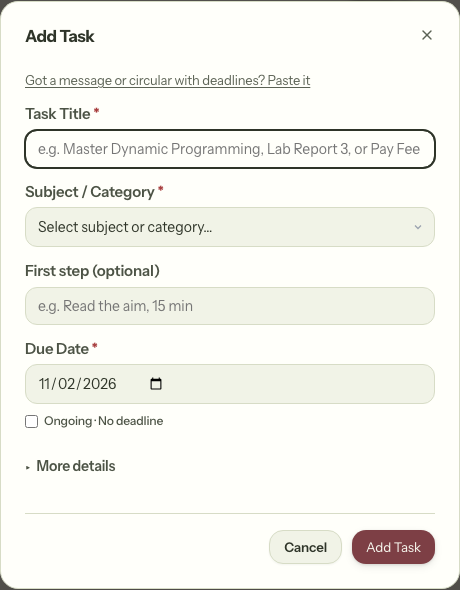 Add Task
×
Got a message or circular with deadlines? Paste it
Task Title *
e.g. Master Dynamic Programming, Lab Report 3, or Pay Fee
Subject / Category *
Select subject or category...
First step (optional)
e.g. Read the aim, 15 min
Due Date *
11/02/2026
Ongoing · No deadline
▸ More details
Cancel
Add Task